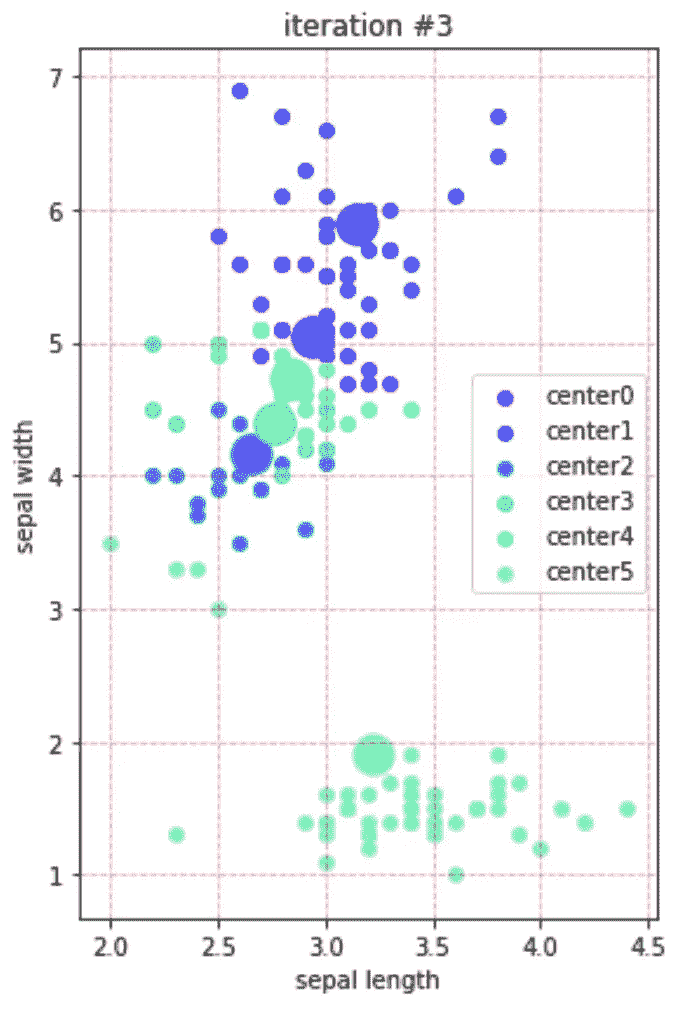 iteration #3
7
6
5
4
3
2
1
sepal width
center0
center1
center2
center3
center4
center5
2.0 2.5 3.0 3.5 4.0 4.5
sepal length